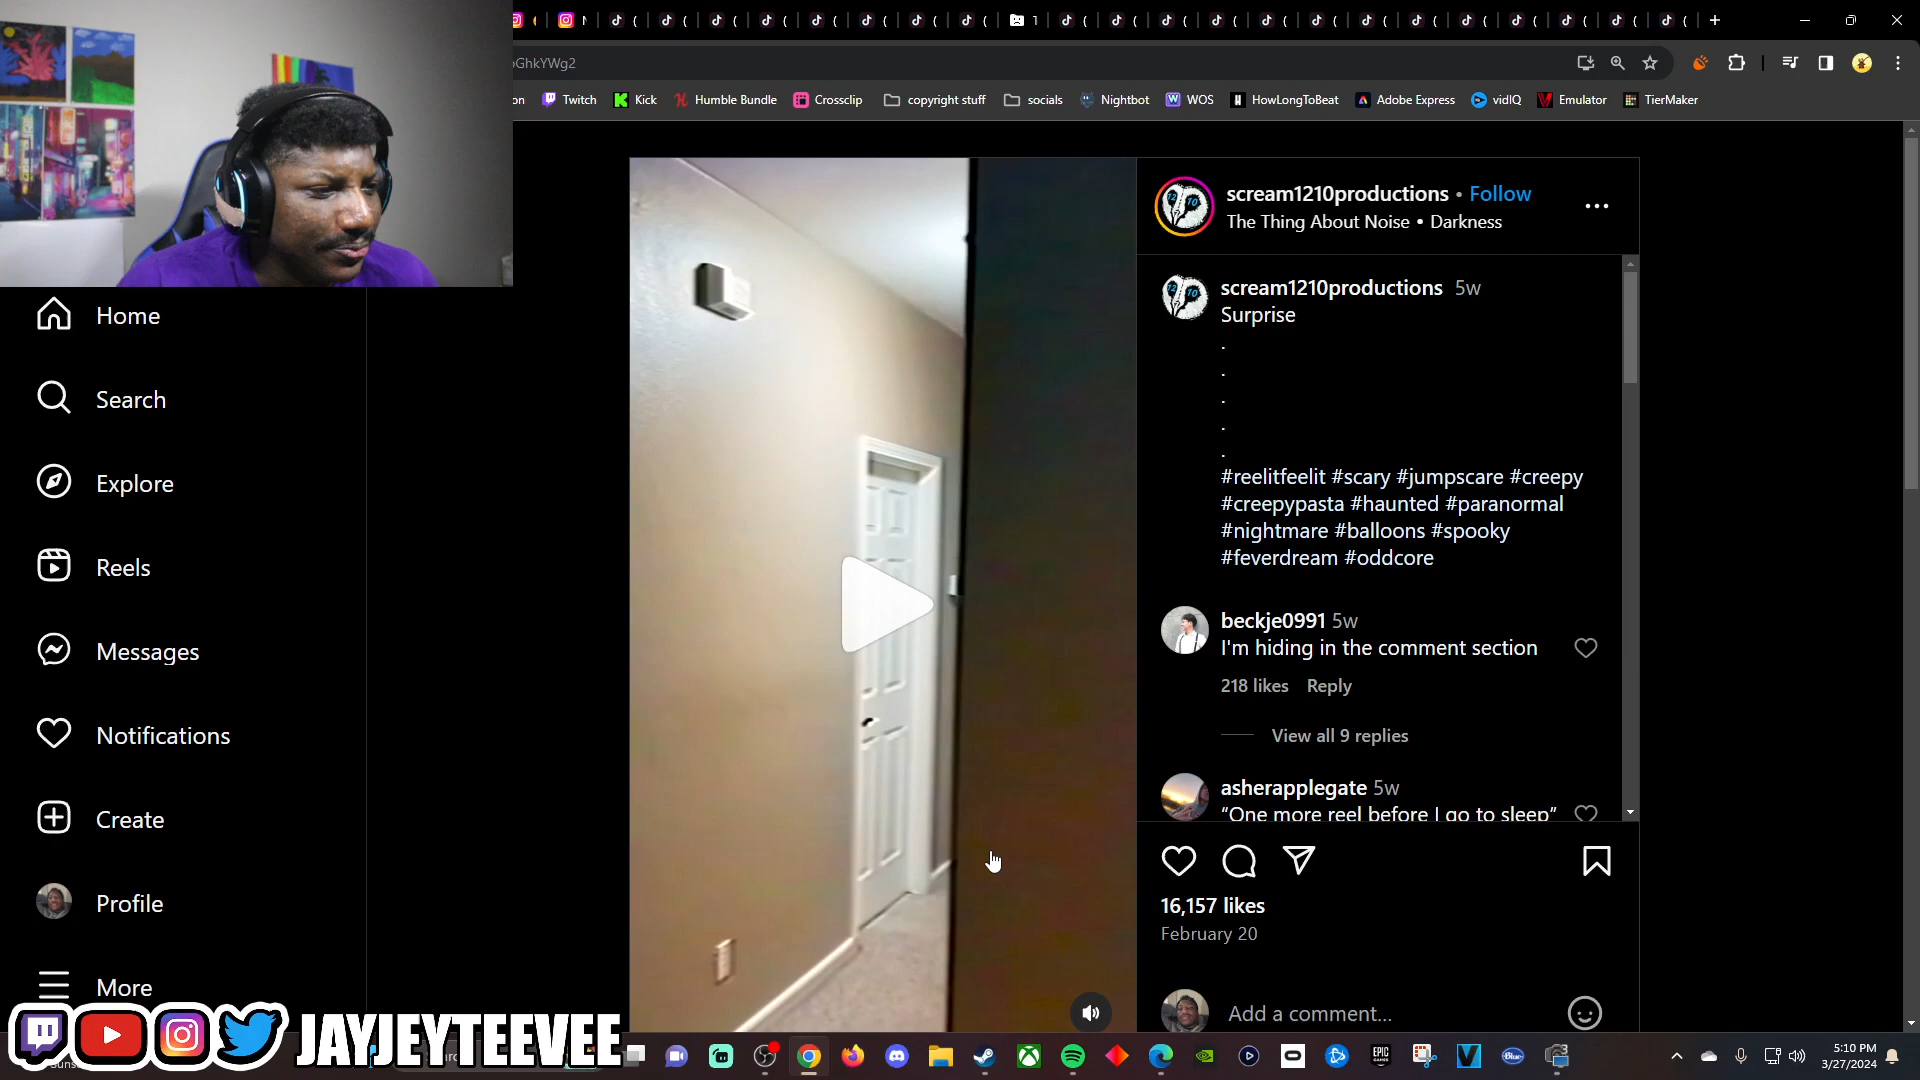 oGhkYWg2
on
Twitch
Kick
Humble Bundle
Crossclip
copyright stuff
socials
Nightbot
WOS
HowLongToBeat
Adobe Express
vidIQ
Emulator
TierMaker
Home
Search
Explore
Reels
Messages
Notifications
Create
Profile
More
JAYJEYTEEVEE
scream1210productions • Follow
The Thing About Noise • Darkness
scream1210productions 5w
Surprise
.
.
.
.
.
#reelitfeelit #scary #jumpscare #creepy
#creepypasta #haunted #paranormal
#nightmare #balloons #spooky
#feverdream #oddcore
beckje0991 5w
I'm hiding in the comment section
218 likes Reply
View all 9 replies
asherapplegate 5w
“One more reel before I go to sleep”
16,157 likes
February 20
Add a comment...
5:10 PM
3/27/2024